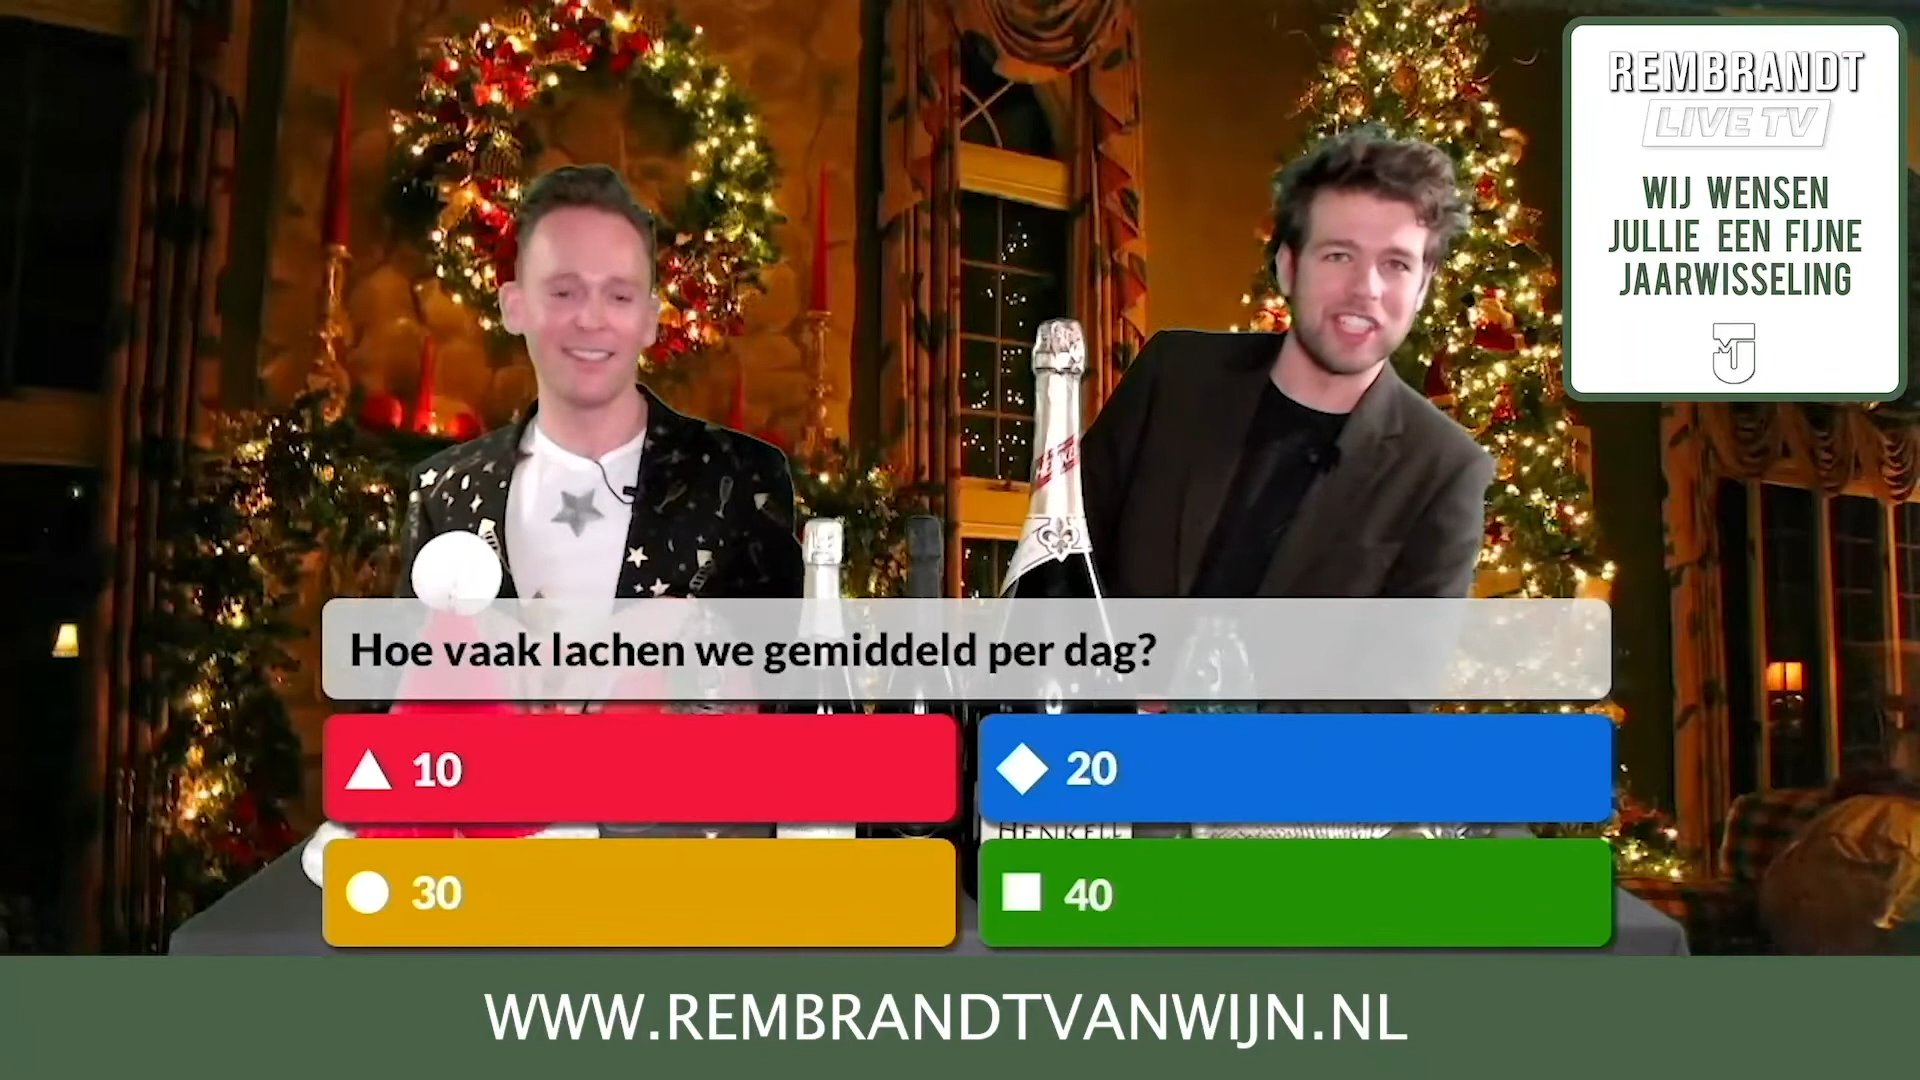 REMBRANDT
LIVE TV
WIJ WENSEN
JULLIE EEN FIJNE
JAARWISSELING
Hoe vaak lachen we gemiddeld per dag?
10
20
HENKELL
30
40
WWW.REMBRANDTVANWIJN.NL